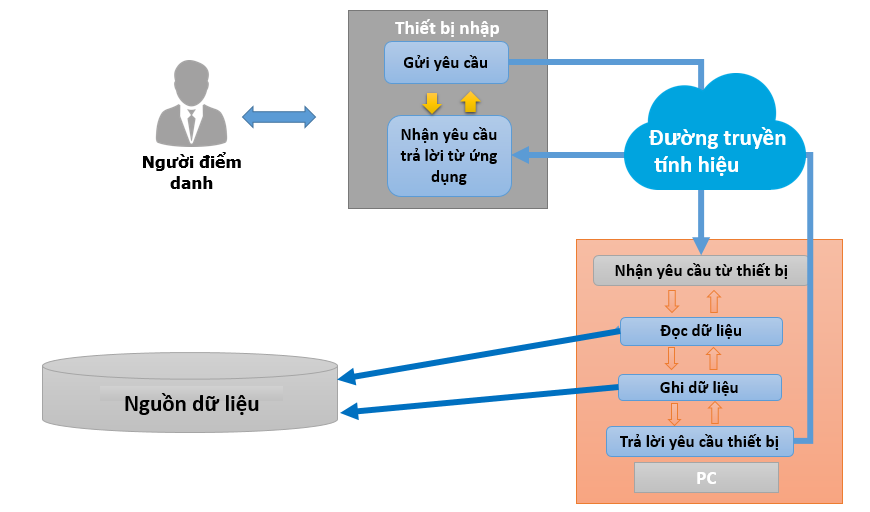 Thiết bị nhập
Gửi yêu cầu
Nhận yêu cầu
trả lời từ ứng
dụng
Người điểm
danh
Đường truyền
tính hiệu
Nhận yêu cầu từ thiết bị
Đọc dữ liệu
Ghi dữ liệu
Trả lời yêu cầu thiết bị
PC
Nguồn dữ liệu